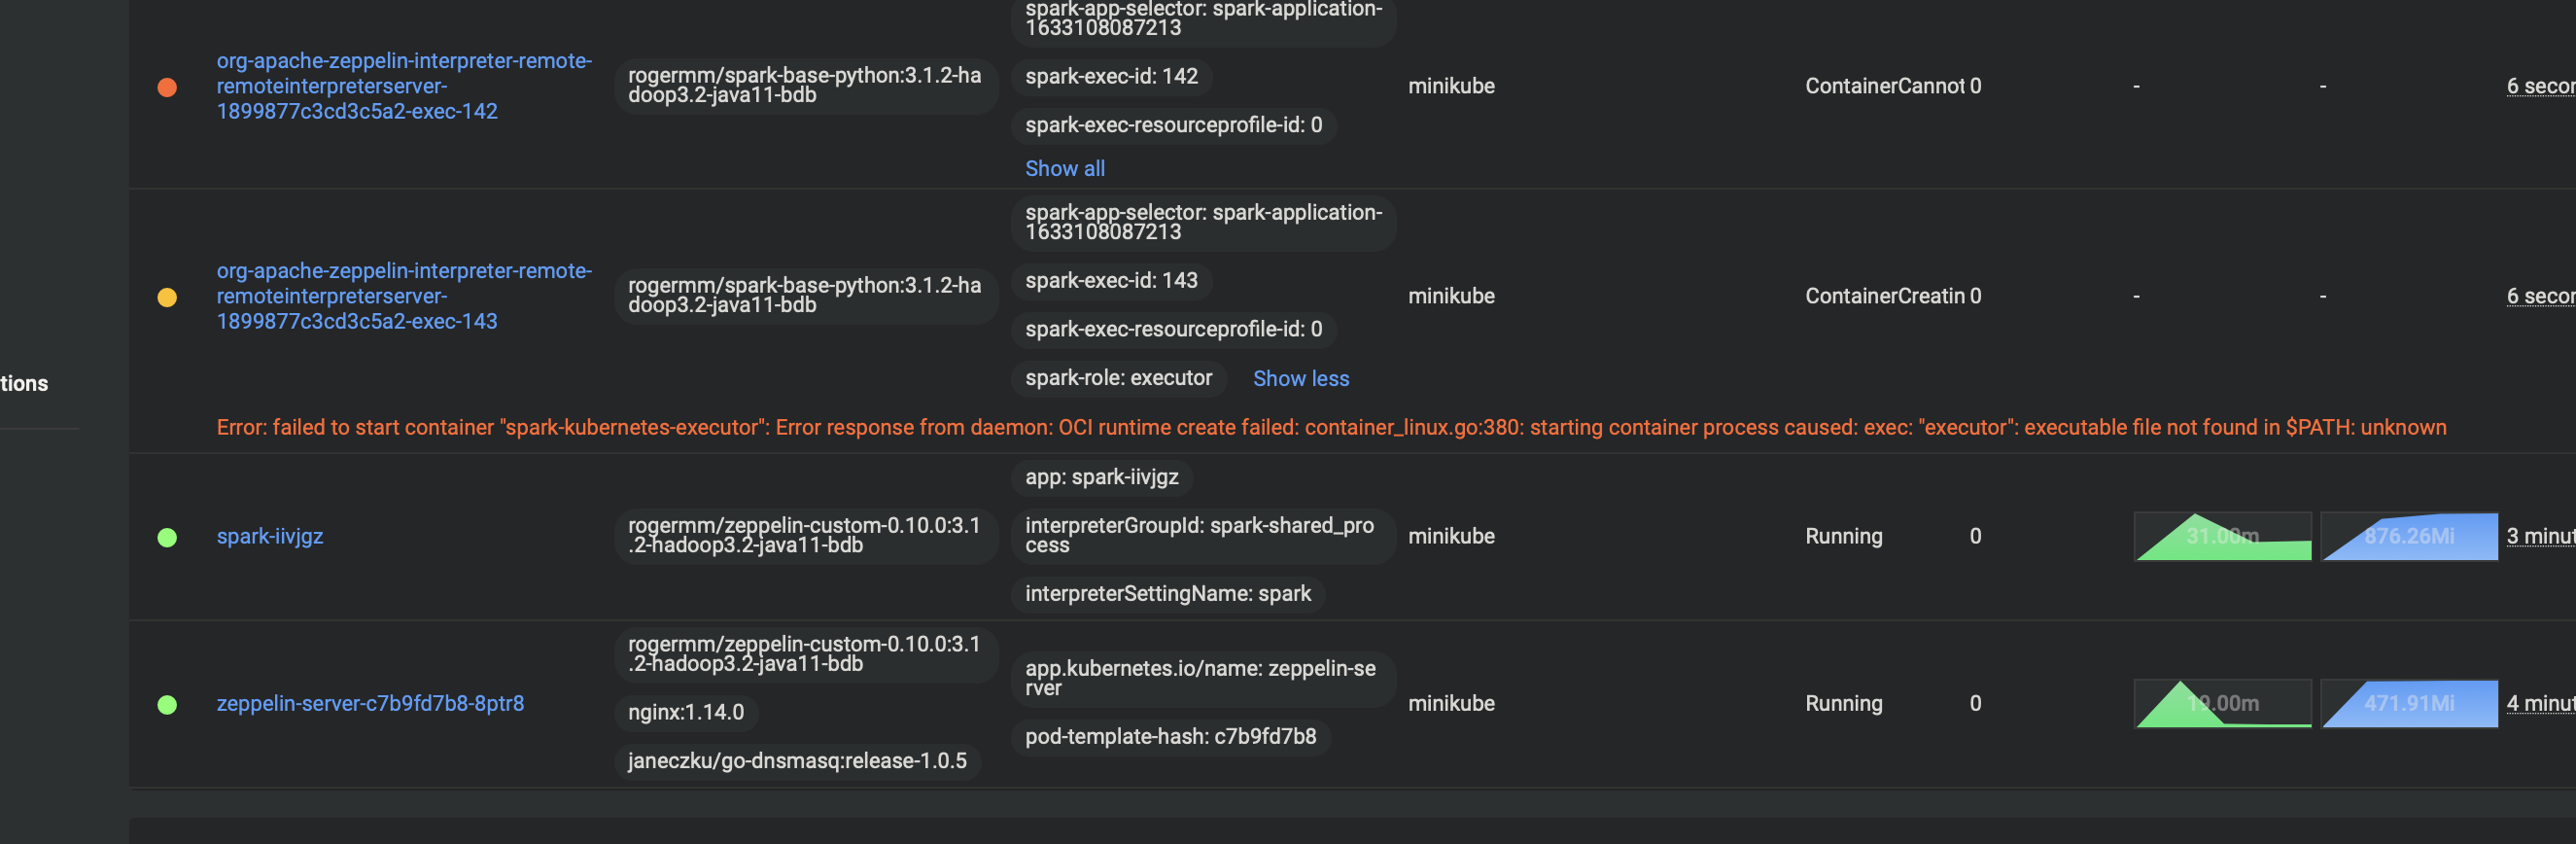 spark-app-selector: spark-application-
1633108087213
org-apache-zeppelin-interpreter-remote-
remoteinterpreterserver-
1899877c3cd3c5a2-exec-142
rogermm/spark-base-python:3.1.2-ha
doop3.2-java11-bdb
spark-exec-id: 142
spark-exec-resourceprofile-id: 0
Show all
minikube
ContainerCannot 0
-
-
6 secon
spark-app-selector: spark-application-
1633108087213
org-apache-zeppelin-interpreter-remote-
remoteinterpreterserver-
1899877c3cd3c5a2-exec-143
rogermm/spark-base-python:3.1.2-ha
doop3.2-java11-bdb
spark-exec-id: 143
spark-exec-resourceprofile-id: 0
spark-role: executor
Show less
minikube
ContainerCreatin 0
-
-
6 secon
tions
Error: failed to start container "spark-kubernetes-executor": Error response from daemon: OCI runtime create failed: container_linux.go:380: starting container process caused: exec: "executor": executable file not found in $PATH: unknown
spark-iivjgz
rogermm/zeppelin-custom-0.10.0:3.1
.2-hadoop3.2-java11-bdb
app: spark-iivjgz
interpreterGroupId: spark-shared_pro
cess
interpreterSettingName: spark
minikube
Running
0
31.00m
876.26Mi
3 minut
zeppelin-server-c7b9fd7b8-8ptr8
rogermm/zeppelin-custom-0.10.0:3.1
.2-hadoop3.2-java11-bdb
nginx:1.14.0
janeczku/go-dnsmasq:release-1.0.5
app.kubernetes.io/name: zeppelin-se
rver
pod-template-hash: c7b9fd7b8
minikube
Running
0
19.00m
471.91Mi
4 minut